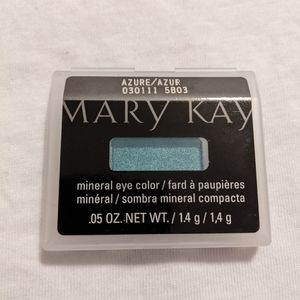 AZURE/AZUR
030111 5B03
MARY KAY
mineral eye color / fard à paupières
minéral / sombra mineral compacta
.05 OZ. NET WT. / 1.4 g / 1,4 g